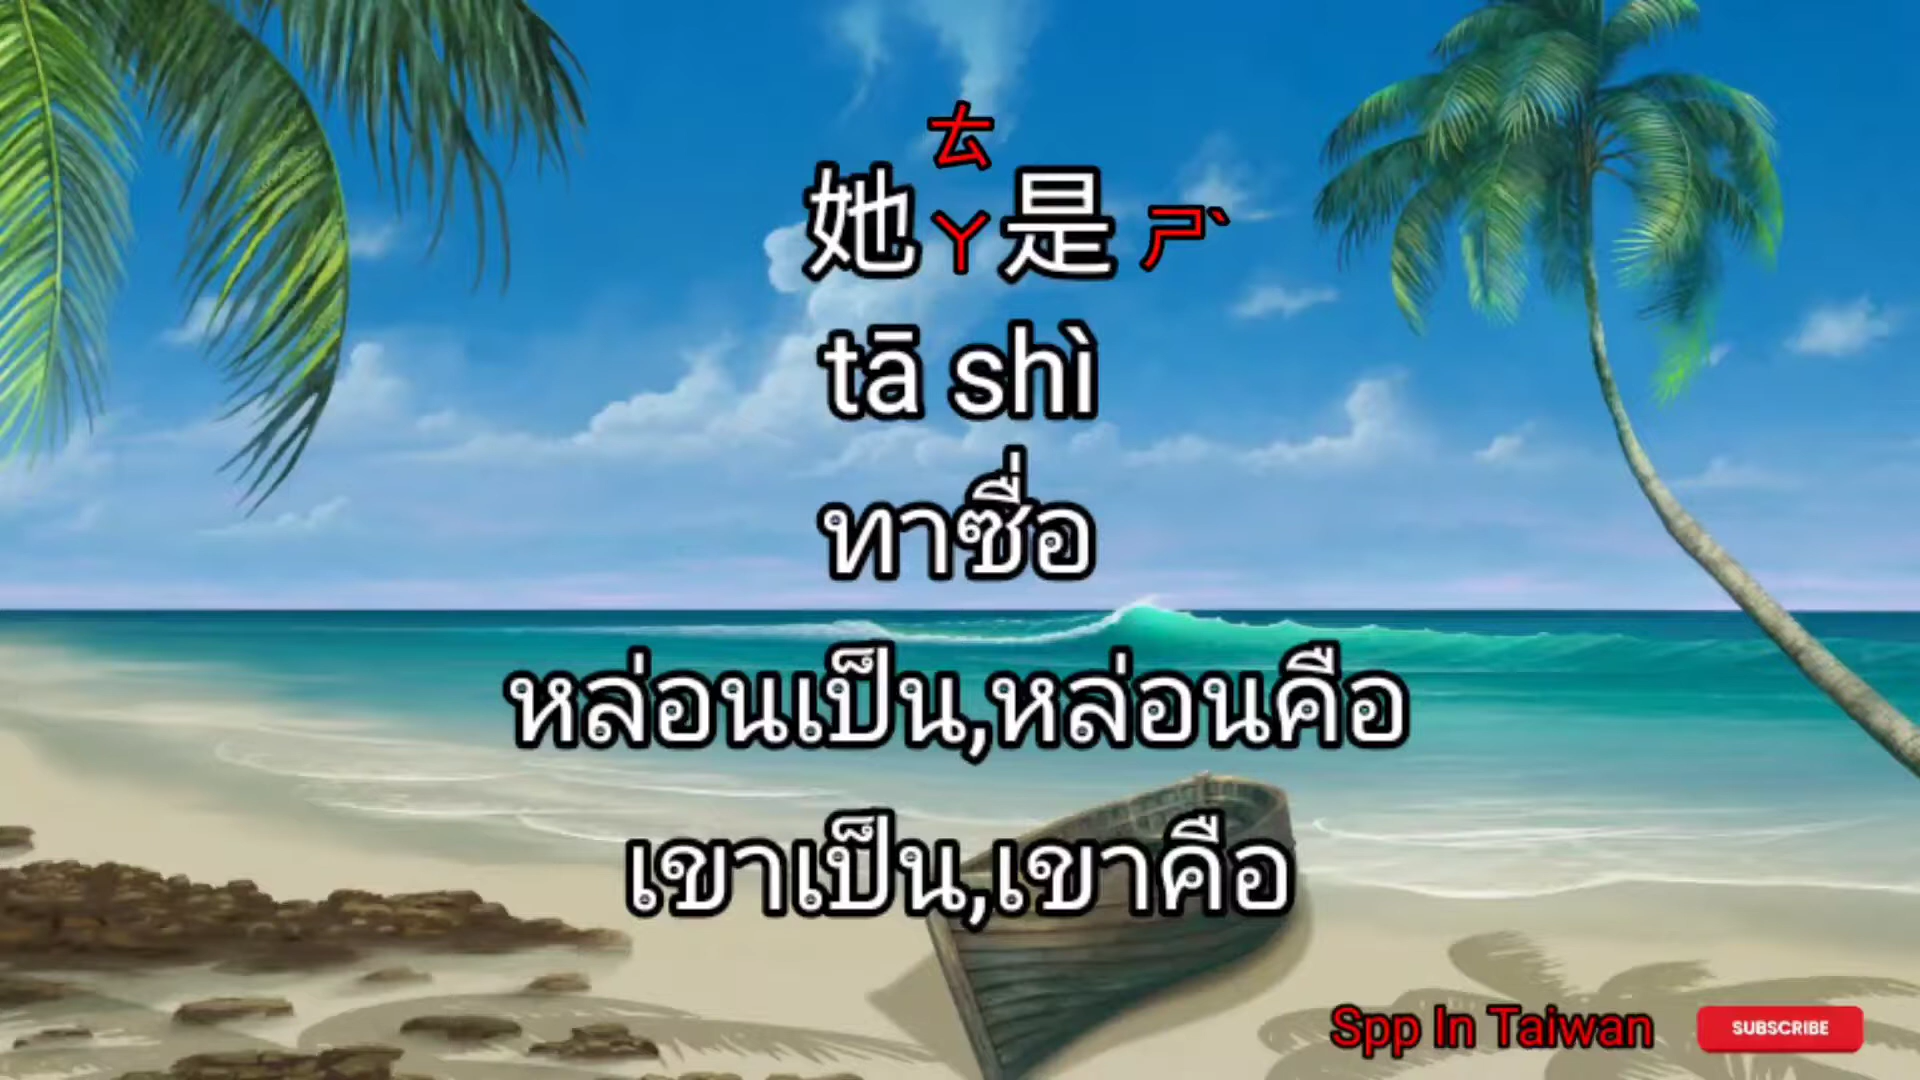 ㄊ
她ㄚ是ㄕˋ
tā shì
ทาซื่อ
หล่อนเป็น,หล่อนคือ
เขาเป็น,เขาคือ
Spp In Taiwan
SUBSCRIBE